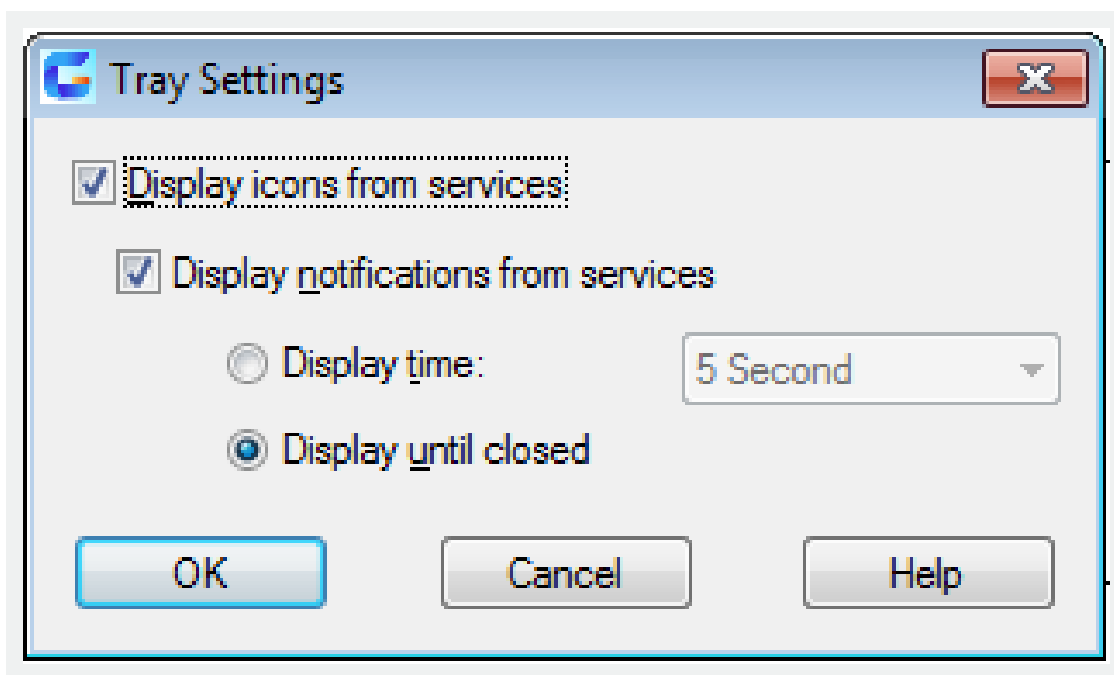 Tray Settings
Display icons from services
Display notifications from services
Display time: 5 Second
Display until closed
OK Cancel Help